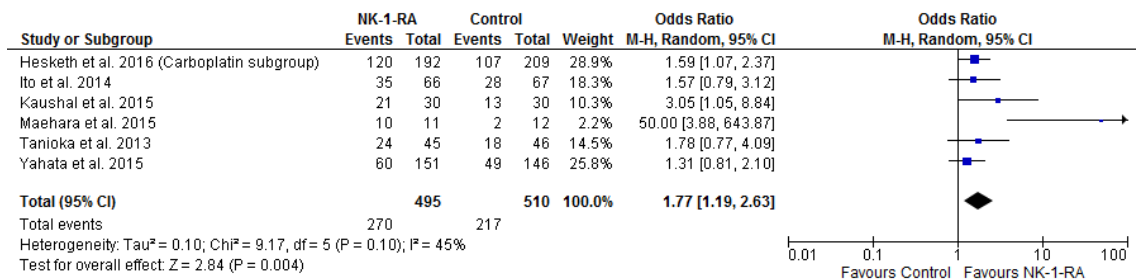 NK-1-RA Control Odds Ratio Odds Ratio
Study or Subgroup Events Total Events Total Weight M-H, Random, 95% CI M-H, Random, 95% CI
Hesketh et al. 2016 (Carboplatin subgroup) 120 192 107 209 28.9% 1.59 [1.07, 2.37]
Ito et al. 2014 35 66 28 67 18.3% 1.57 [0.79, 3.12]
Kaushal et al. 2015 21 30 13 30 10.3% 3.05 [1.05, 8.84]
Maehara et al. 2015 10 11 2 12 2.2% 50.00 [3.88, 643.87]
Tanioka et al. 2013 24 45 18 46 14.5% 1.78 [0.77, 4.09]
Yahata et al. 2015 60 151 49 146 25.8% 1.31 [0.81, 2.10]
Total (95% CI) 495 510 100.0% 1.77 [1.19, 2.63]
Total events 270 217
Heterogeneity: Tau² = 0.10; Chi² = 9.17, df = 5 (P = 0.10); I² = 45%
Test for overall effect: Z = 2.84 (P = 0.004)
0.01 0.1 1 10 100
Favours Control Favours NK-1-RA